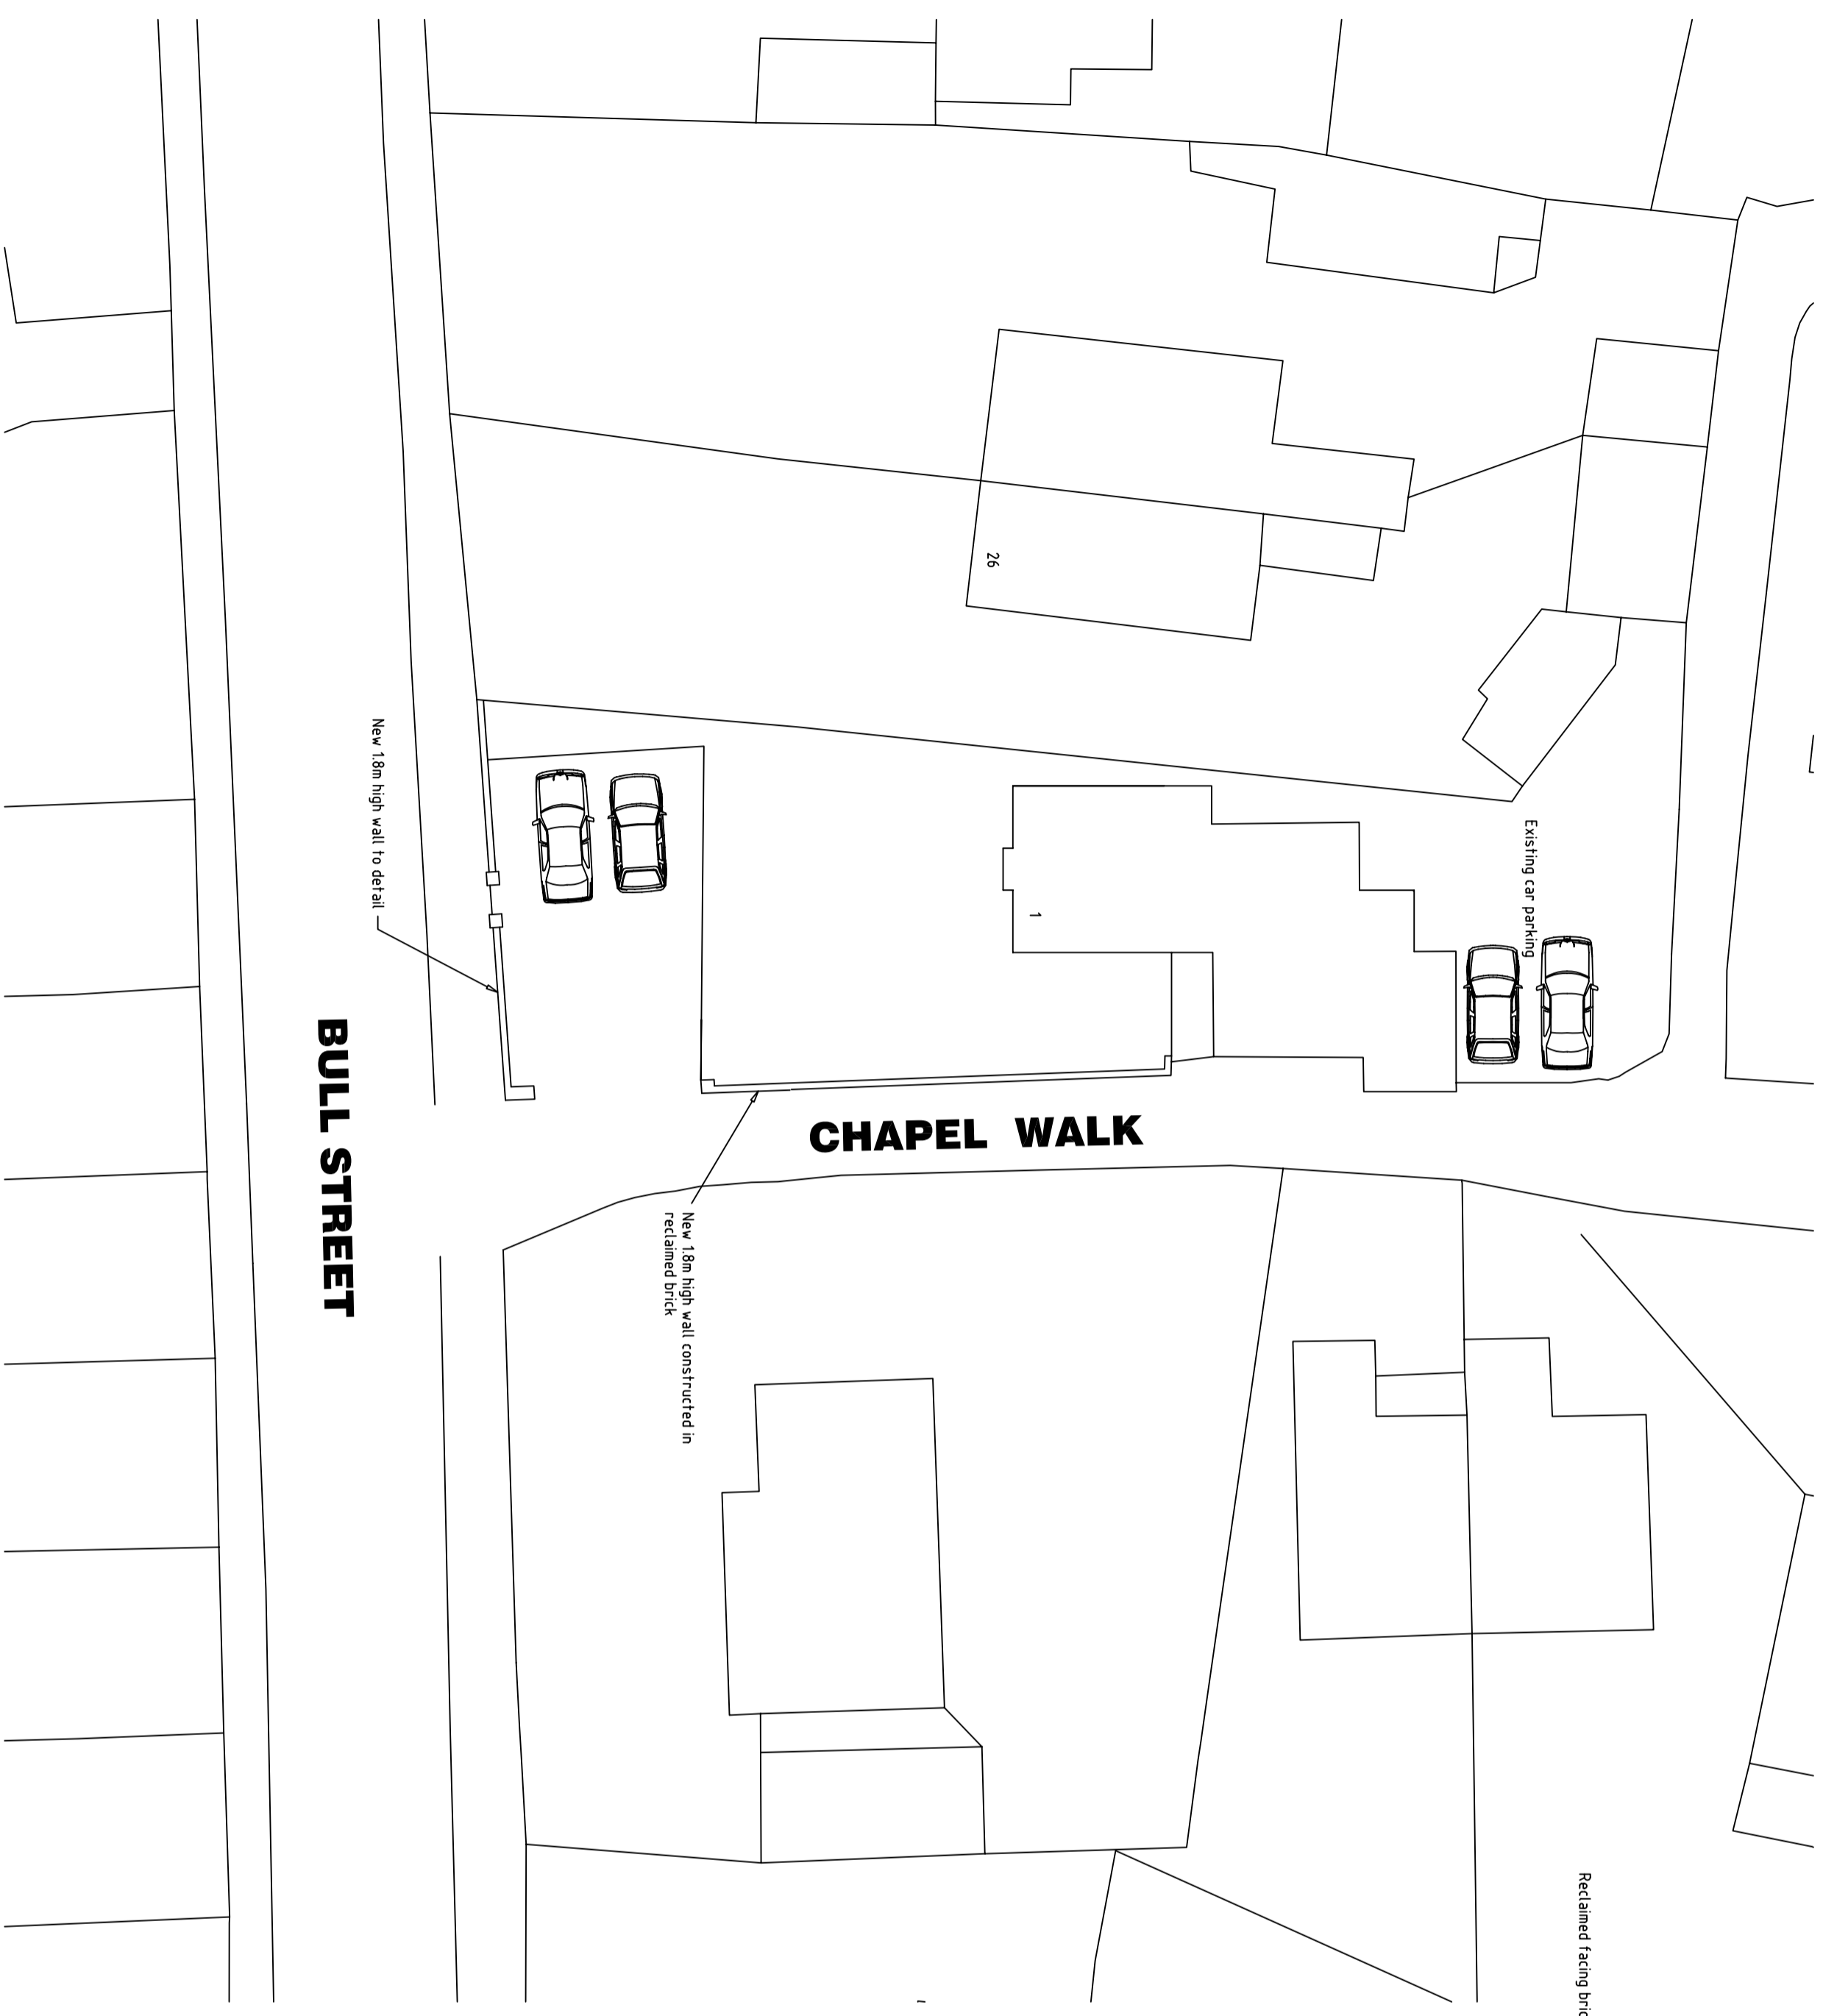 26
New 1.8m high wall to detail
Existing car parking
1
BULL STREET
CHAPEL WALK
New 1.8m high wall constructed in
reclaimed brick
Reclaimed facing